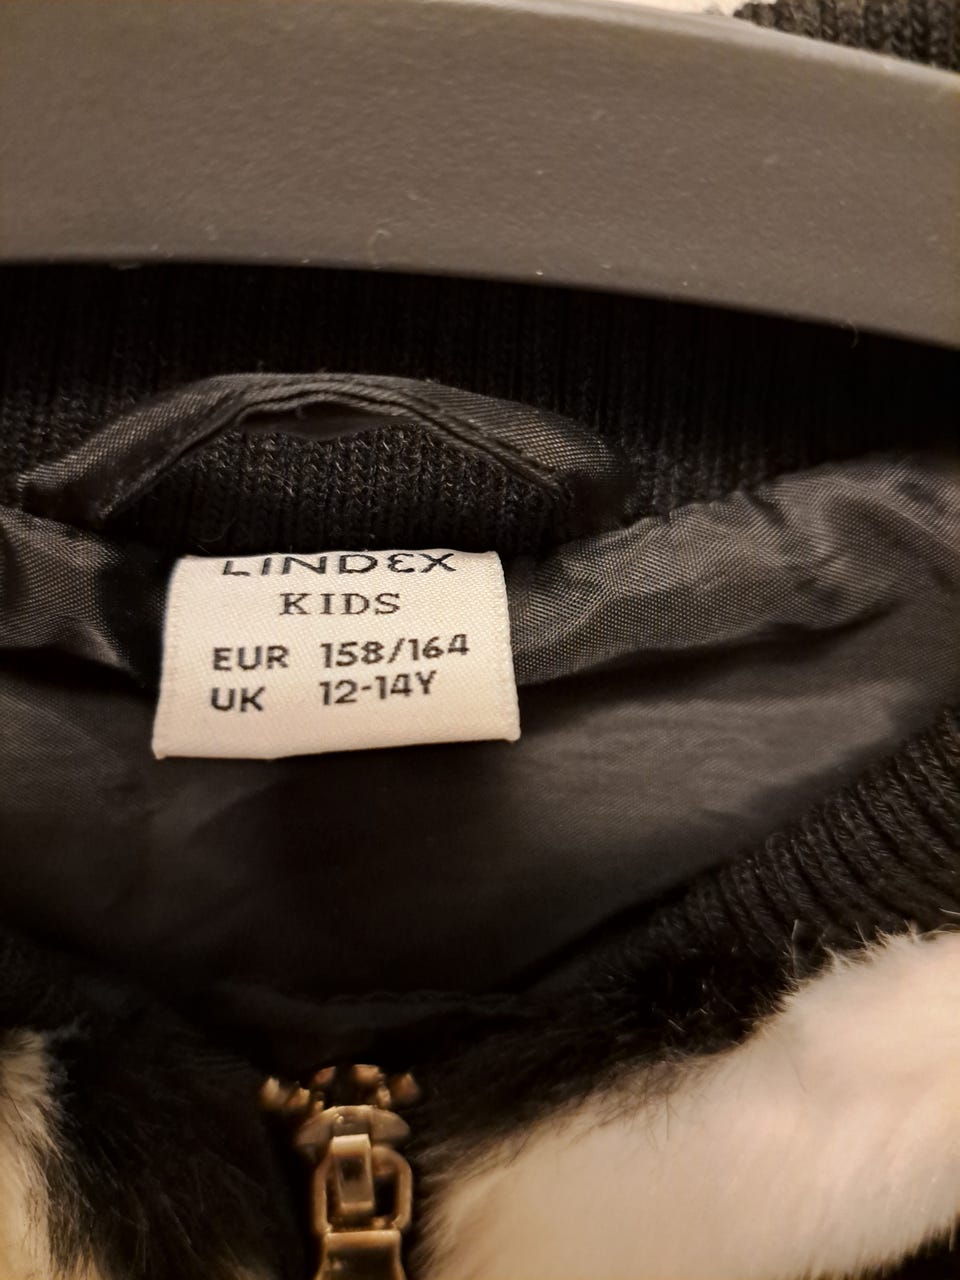 LINDEX
KIDS
EUR 158/164
UK 12-14Y